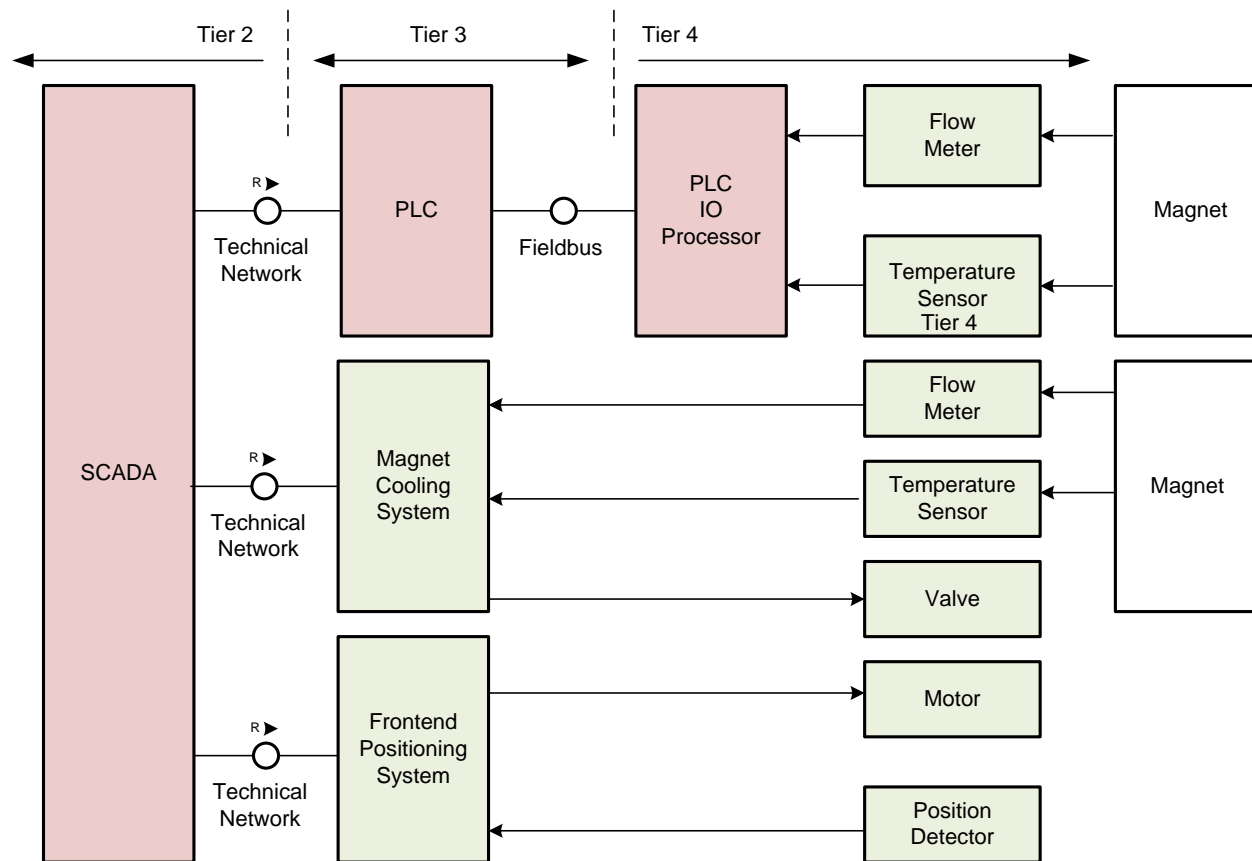 Tier 2
Tier 3
Tier 4
SCADA
R
Technical
Network
PLC
Fieldbus
PLC
IO
Processor
Flow
Meter
Temperature
Sensor
Tier 4
Magnet
R
Technical
Network
Magnet
Cooling
System
Flow
Meter
Temperature
Sensor
Valve
Magnet
R
Technical
Network
Frontend
Positioning
System
Motor
Position
Detector